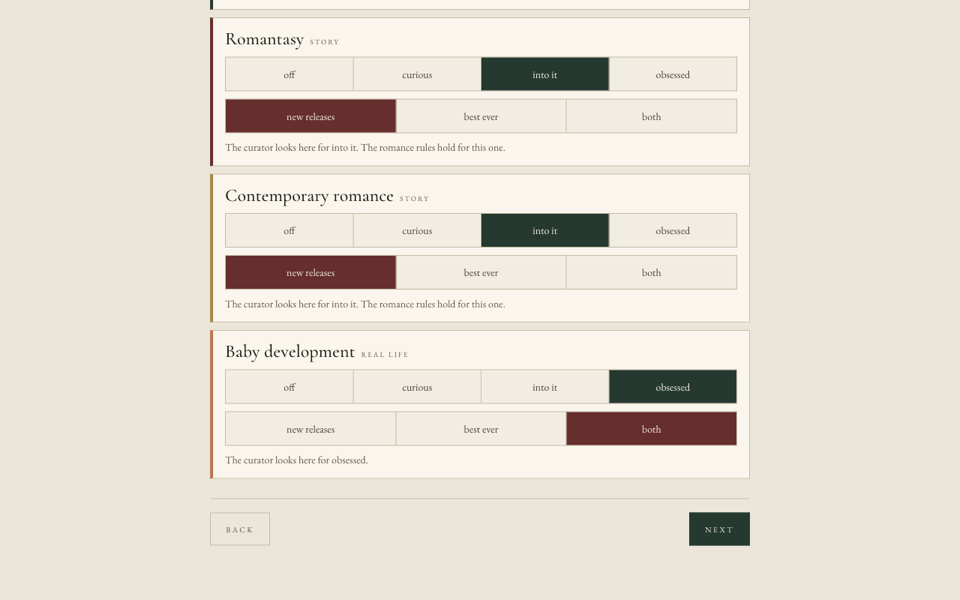 Romantasy STORY
off curious into it obsessed
new releases best ever both
The curator looks here for into it. The romance rules hold for this one.
Contemporary romance STORY
off curious into it obsessed
new releases best ever both
The curator looks here for into it. The romance rules hold for this one.
Baby development REAL LIFE
off curious into it obsessed
new releases best ever both
The curator looks here for obsessed.
BACK NEXT